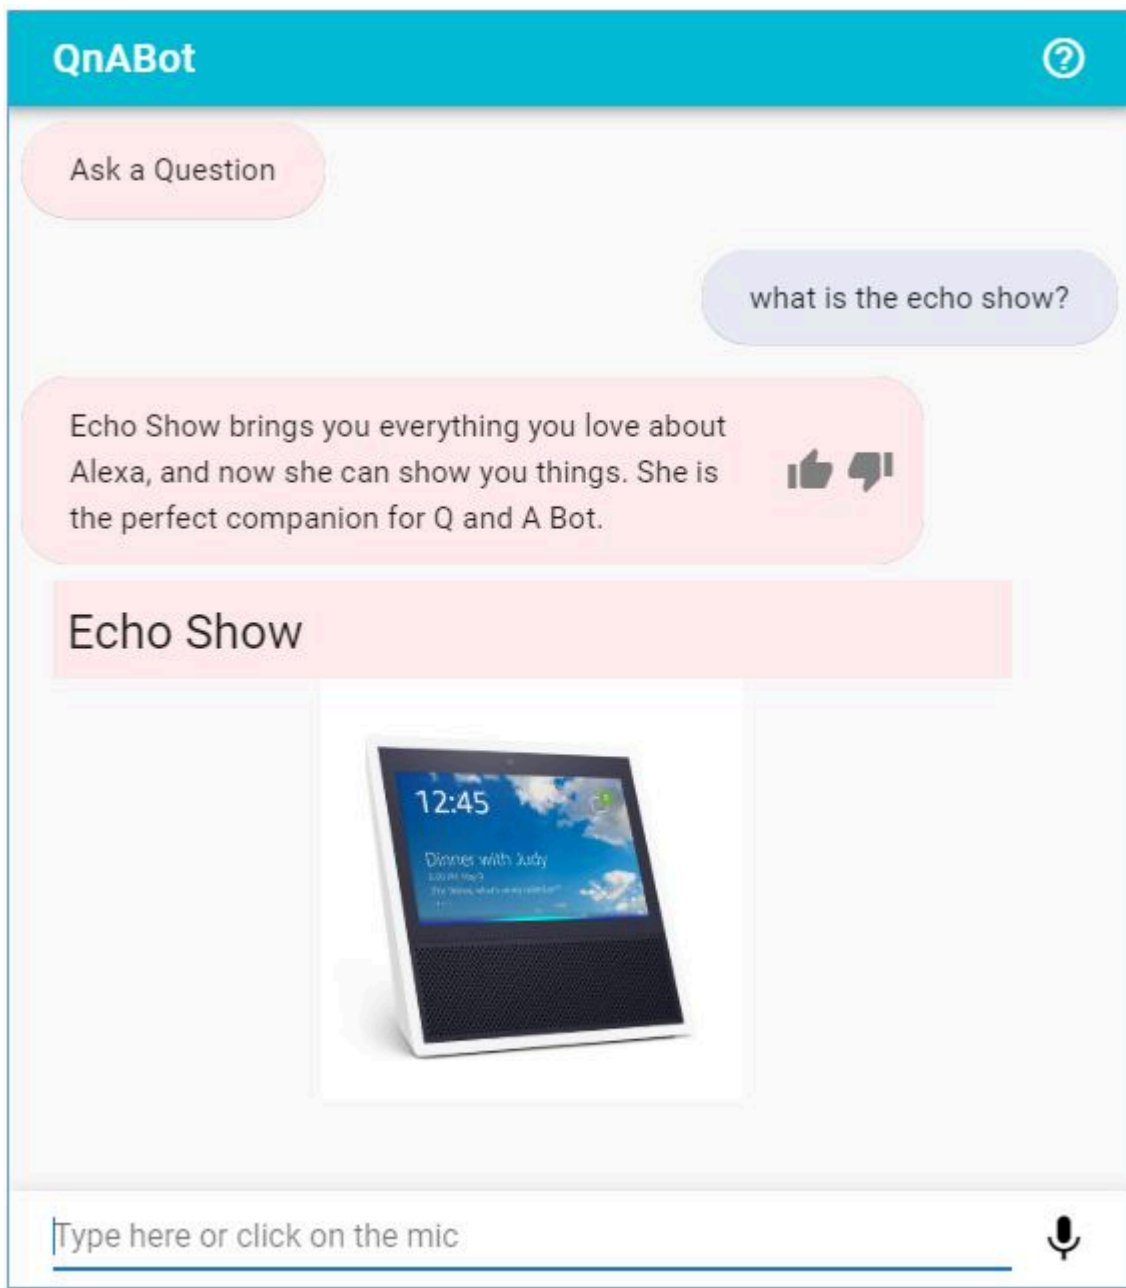 QnABot
Ask a Question
what is the echo show?
Echo Show brings you everything you love about
Alexa, and now she can show you things. She is
the perfect companion for Q and A Bot.
Echo Show
12:45
Dinner with Judy
Type here or click on the mic